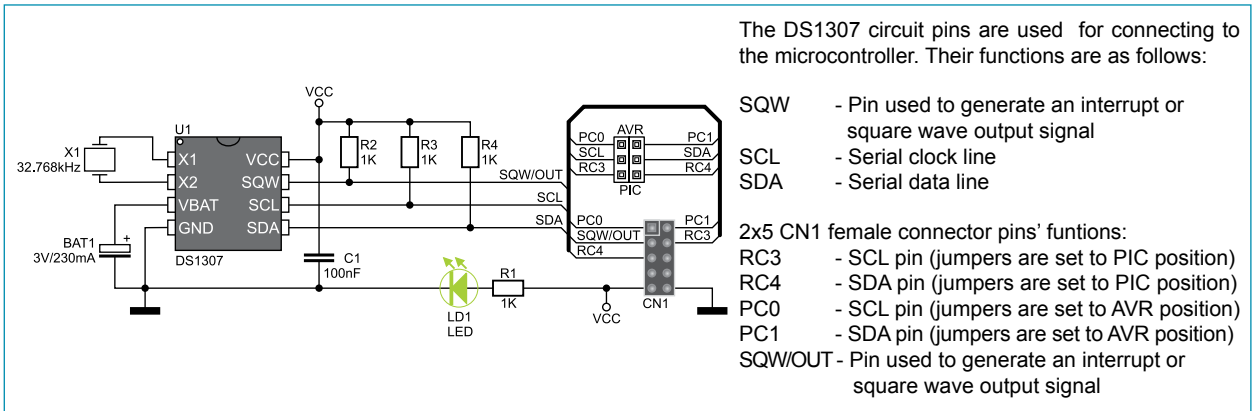 VCC
U1
X1
32.768kHz
X1
X2
VBAT
GND
VCC
SQW
SCL
SDA
DS1307
BAT1
3V/230mA
+
R2
1K
R3
1K
R4
1K
C1
100nF
SQW/OUT
SCL
SDA
AVR
PC0
PC1
SCL
SDA
RC3
RC4
PIC
PC0
PC1
SQW/OUT
RC3
RC4
CN1
R1
1K
LD1
LED
VCC
The DS1307 circuit pins are used for connecting to
the microcontroller. Their functions are as follows:
SQW - Pin used to generate an interrupt or
square wave output signal
SCL - Serial clock line
SDA - Serial data line
2x5 CN1 female connector pins' funtions:
RC3 - SCL pin (jumpers are set to PIC position)
RC4 - SDA pin (jumpers are set to PIC position)
PC0 - SCL pin (jumpers are set to AVR position)
PC1 - SDA pin (jumpers are set to AVR position)
SQW/OUT - Pin used to generate an interrupt or
square wave output signal